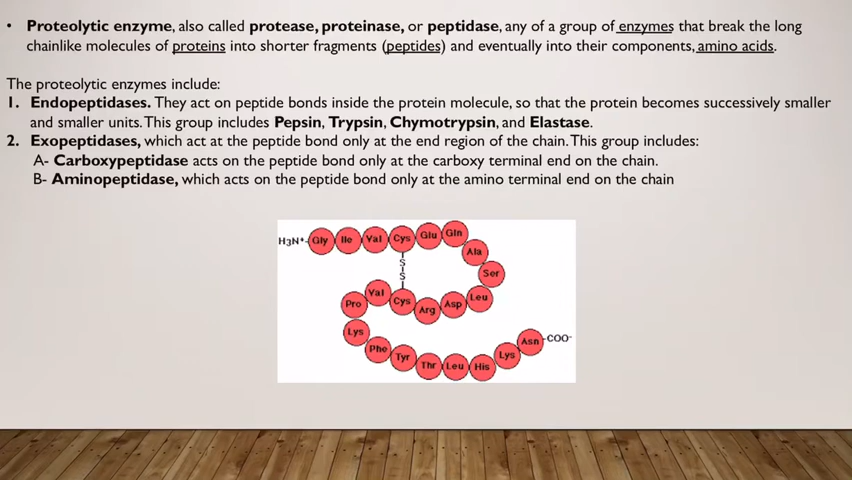 • Proteolytic enzyme, also called protease, proteinase, or peptidase, any of a group of enzymes that break the long
chainlike molecules of proteins into shorter fragments (peptides) and eventually into their components, amino acids.
The proteolytic enzymes include:
1. Endopeptidases. They act on peptide bonds inside the protein molecule, so that the protein becomes successively smaller
and smaller units. This group includes Pepsin, Trypsin, Chymotrypsin, and Elastase.
2. Exopeptidases, which act at the peptide bond only at the end region of the chain. This group includes:
A- Carboxypeptidase acts on the peptide bond only at the carboxy terminal end on the chain.
B- Aminopeptidase, which acts on the peptide bond only at the amino terminal end on the chain
H3N+ Gly Ile Val Cys Glu Gln
Ala
S
Ser
S
Pro Val Cys Arg Asp Leu
Lys
Phe Tyr Thr Leu His Lys Asn COO-